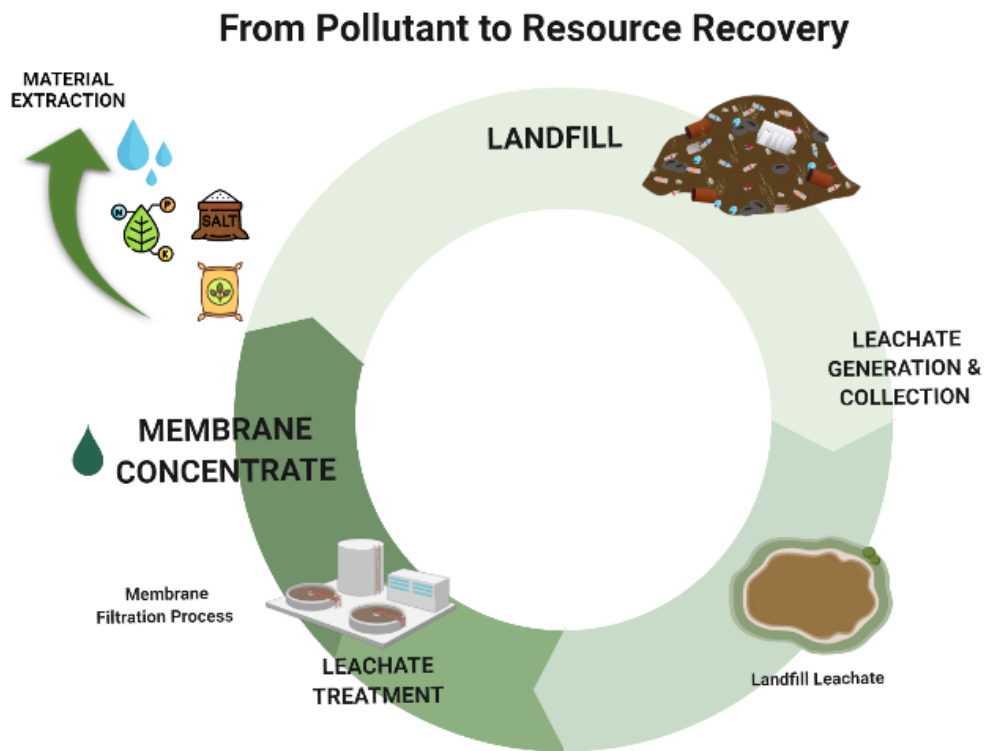 From Pollutant to Resource Recovery
MATERIAL
EXTRACTION
N
P
K
SALT
LANDFILL
LEACHATE
GENERATION &
COLLECTION
Landfill Leachate
LEACHATE
TREATMENT
Membrane
Filtration Process
MEMBRANE
CONCENTRATE